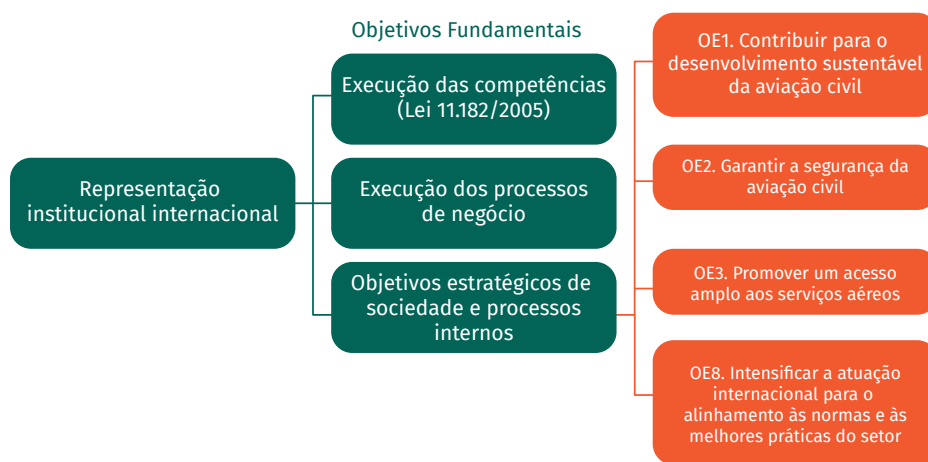 Objetivos Fundamentais
Representação
institucional internacional
Execução das competências
(Lei 11.182/2005)
Execução dos processos
de negócio
Objetivos estratégicos de
sociedade e processos
internos
OE1. Contribuir para o
desenvolvimento sustentável
da aviação civil
OE2. Garantir a segurança da
aviação civil
OE3. Promover um acesso
amplo aos serviços aéreos
OE8. Intensificar a atuação
internacional para o
alinhamento às normas e às
melhores práticas do setor